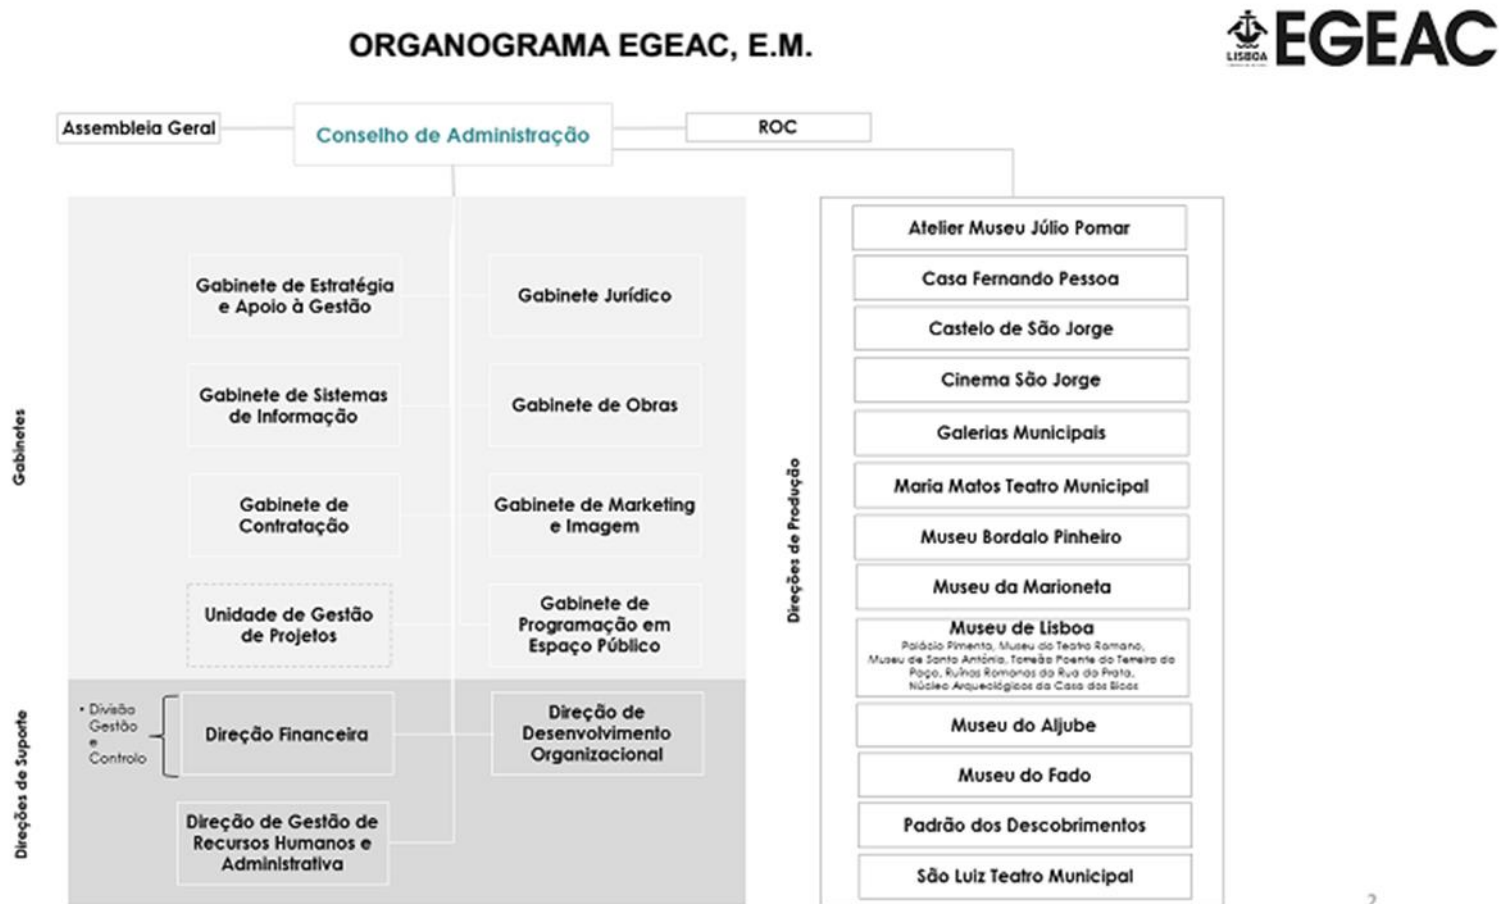 ORGANOGRAMA EGEAC, E.M.
LISBOA
EGEAC
Assembleia Geral
Conselho de Administração
ROC
Gabinetes
Gabinete de Estratégia
e Apoio à Gestão
Gabinete Jurídico
Gabinete de Sistemas
de Informação
Gabinete de Obras
Gabinete de
Contratação
Gabinete de Marketing
e Imagem
Unidade de Gestão
de Projetos
Gabinete de
Programação em
Espaço Público
Direções de Suporte
• Divisão
Gestão
e
Controlo
Direção Financeira
Direção de
Desenvolvimento
Organizacional
Direção de Gestão de
Recursos Humanos e
Administrativa
Direções de Produção
Atelier Museu Júlio Pomar
Casa Fernando Pessoa
Castelo de São Jorge
Cinema São Jorge
Galerias Municipais
Maria Matos Teatro Municipal
Museu Bordalo Pinheiro
Museu da Marioneta
Museu de Lisboa
Palácio Pimenta, Museu do Teatro Romano,
Museu de Santo António, Torreão Poente do Terreiro do
Paço, Ruínas Romanas da Rua da Prata,
Núcleo Arqueológicos da Casa dos Bicos
Museu do Aljube
Museu do Fado
Padrão dos Descobrimentos
São Luiz Teatro Municipal
2